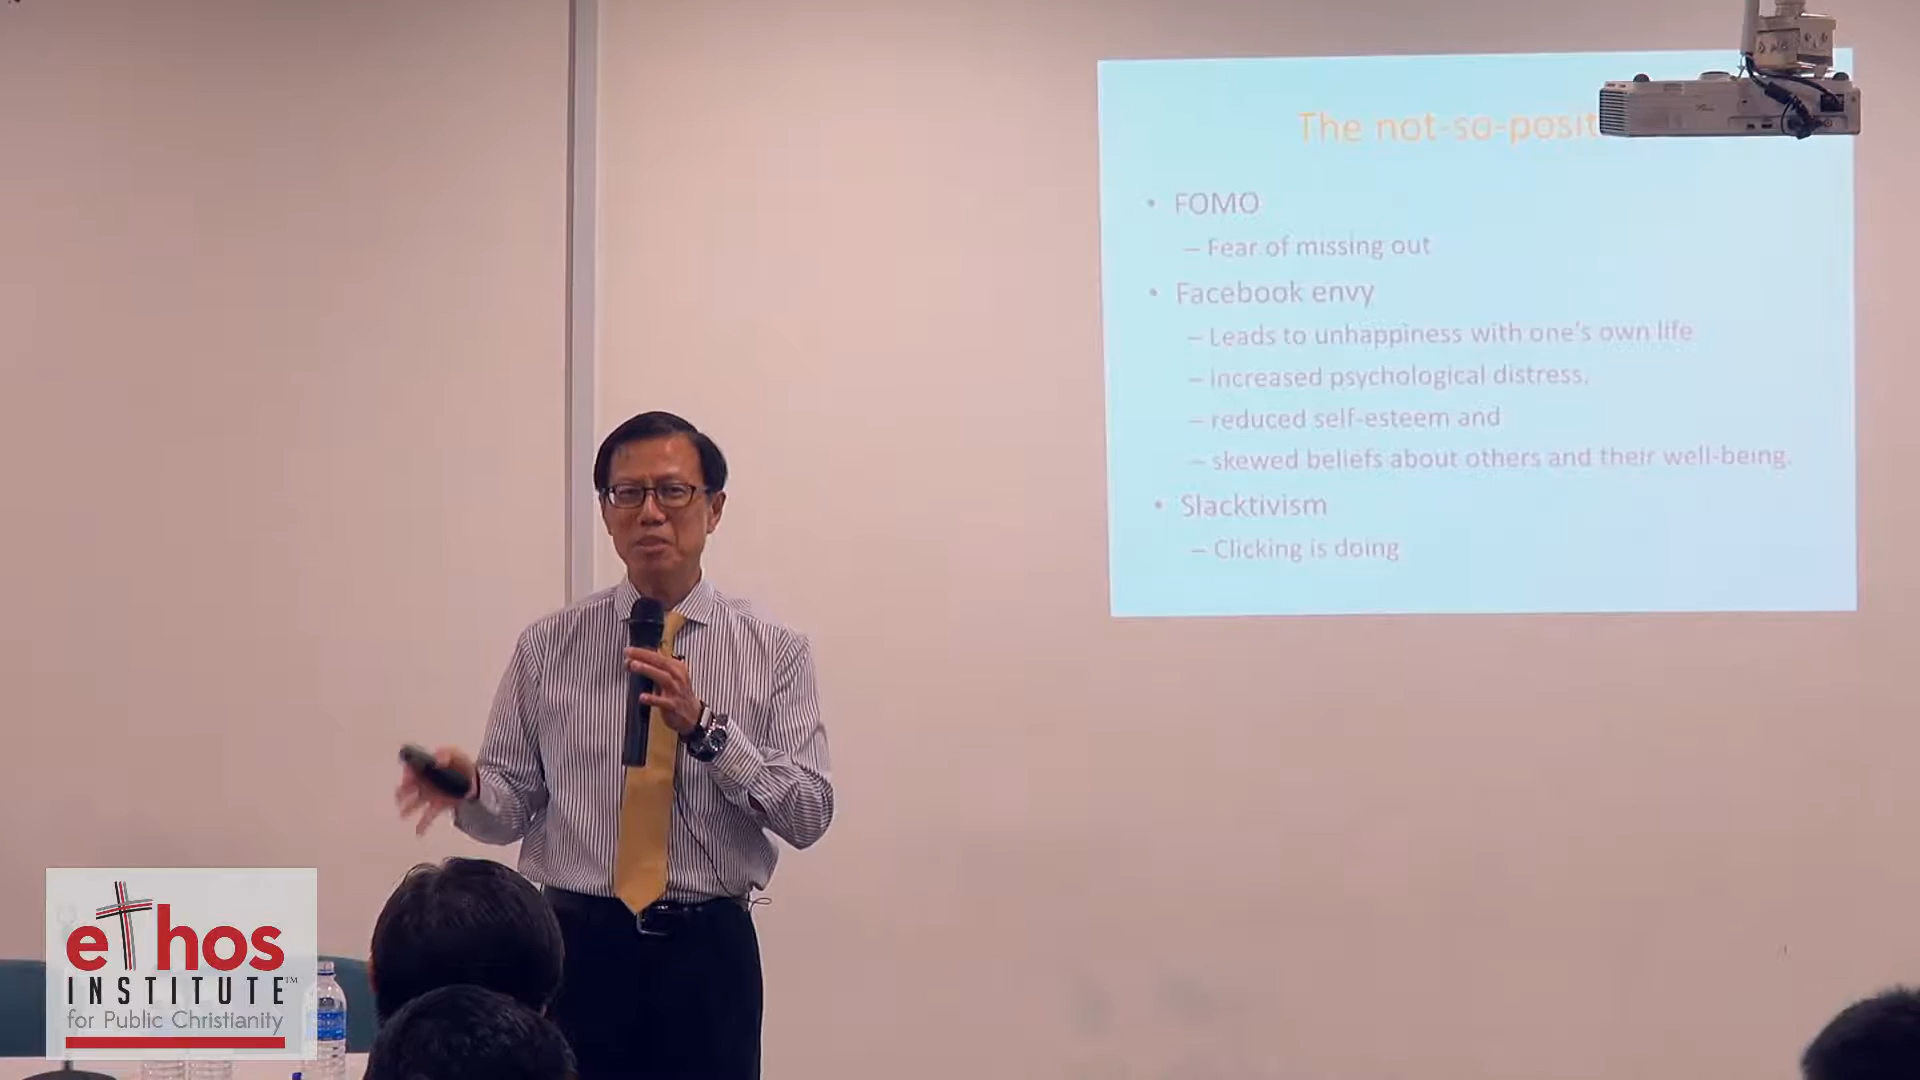 The not-so-posit
• FOMO
– Fear of missing out
• Facebook envy
– Leads to unhappiness with one's own life
– increased psychological distress,
– reduced self-esteem and
– skewed beliefs about others and their well-being.
• Slacktivism
– Clicking is doing
ethos
INSTITUTE™
for Public Christianity